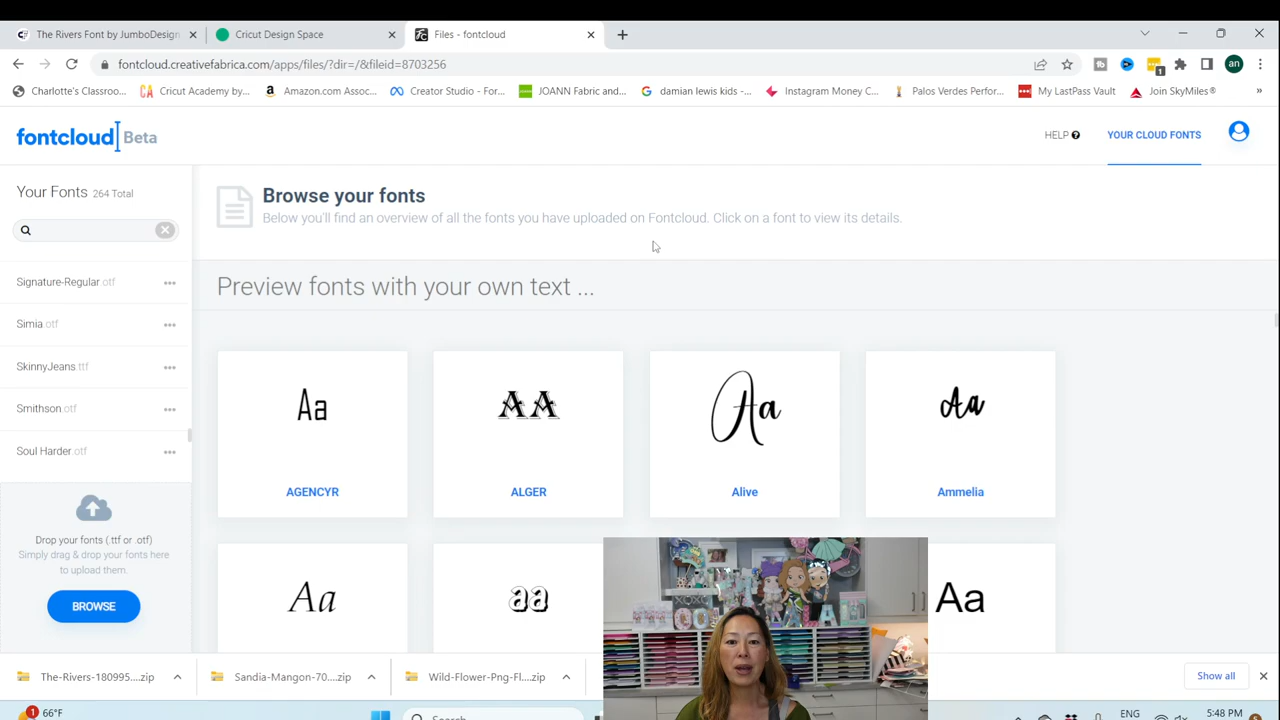 The Rivers Font by JumboDesign
Cricut Design Space
Files - fontcloud
fontcloud.creativefabrica.com/apps/files/?dir=/&fileid=8703256
1
an
Charlotte's Classroo...
Cricut Academy by...
Amazon.com Assoc...
Creator Studio - For...
JOANN Fabric and...
damian lewis kids - ...
Instagram Money C...
Palos Verdes Perfor...
My LastPass Vault
Join SkyMiles®
»
fontcloud Beta
HELP ?
YOUR CLOUD FONTS
Your Fonts 264 Total
Browse your fonts
Below you'll find an overview of all the fonts you have uploaded on Fontcloud. Click on a font to view its details.
Preview fonts with your own text ...
Signature-Regular.otf
Simia.otf
SkinnyJeans.ttf
Smithson.otf
Soul Harder.otf
Aa
AA
Aa
Aa
AGENCYR
ALGER
Alive
Ammelia
Drop your fonts (.ttf or .otf)
Simply drag & drop your fonts here
to upload them.
BROWSE
Aa
aa
Aa
The-Rivers-180995....zip
Sandia-Mangon-70....zip
Wild-Flower-Png-Fl....zip
Show all
1
66°F
Search
ENG
5:48 PM